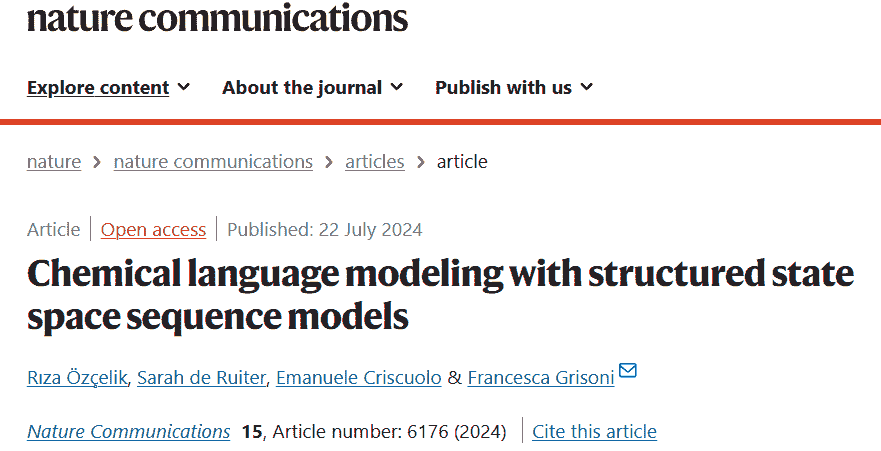 nature communications
Explore content About the journal Publish with us
nature > nature communications > articles > article
Article | Open access | Published: 22 July 2024
Chemical language modeling with structured state
space sequence models
Rıza Özçelik, Sarah de Ruiter, Emanuele Criscuolo & Francesca Grisoni
Nature Communications 15, Article number: 6176 (2024) | Cite this article